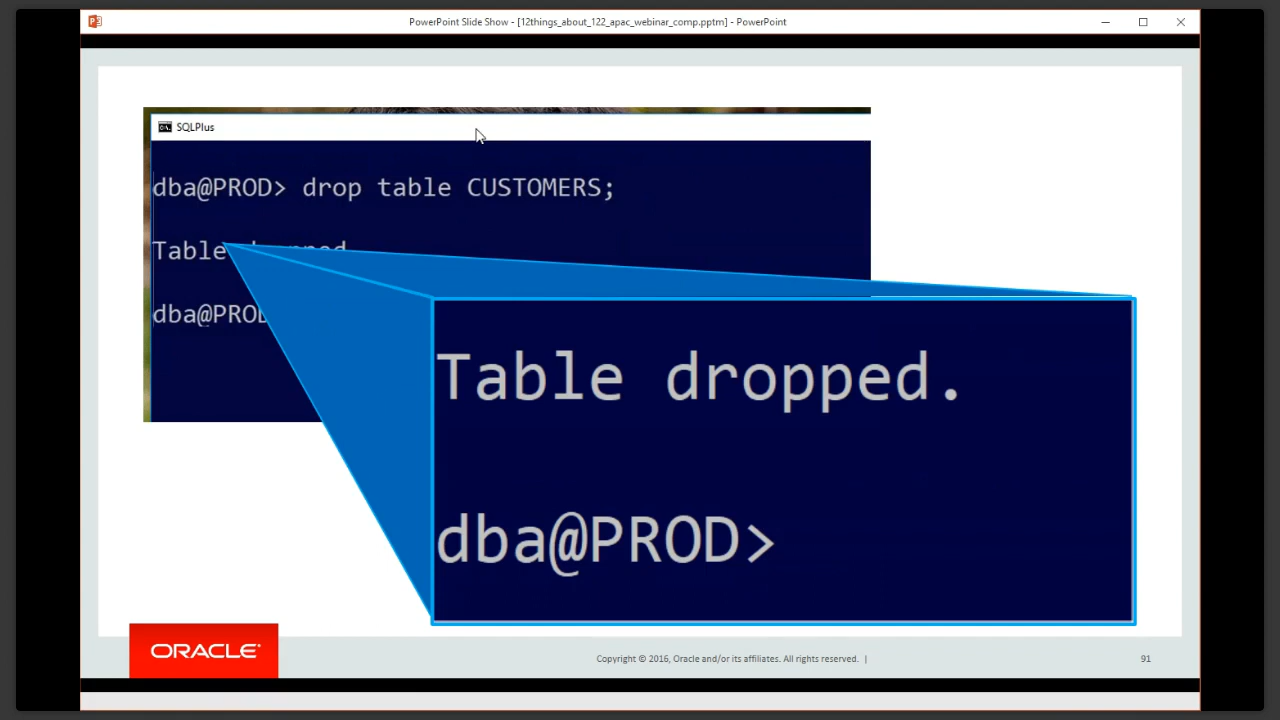 PowerPoint Slide Show - [12things_about_122_apac_webinar_comp.pptm] - PowerPoint
SQLPlus
dba@PROD> drop table CUSTOMERS;
Table dropped
dba@PROD
Table dropped.
dba@PROD>
ORACLE
Copyright © 2016, Oracle and/or its affiliates. All rights reserved. |
91